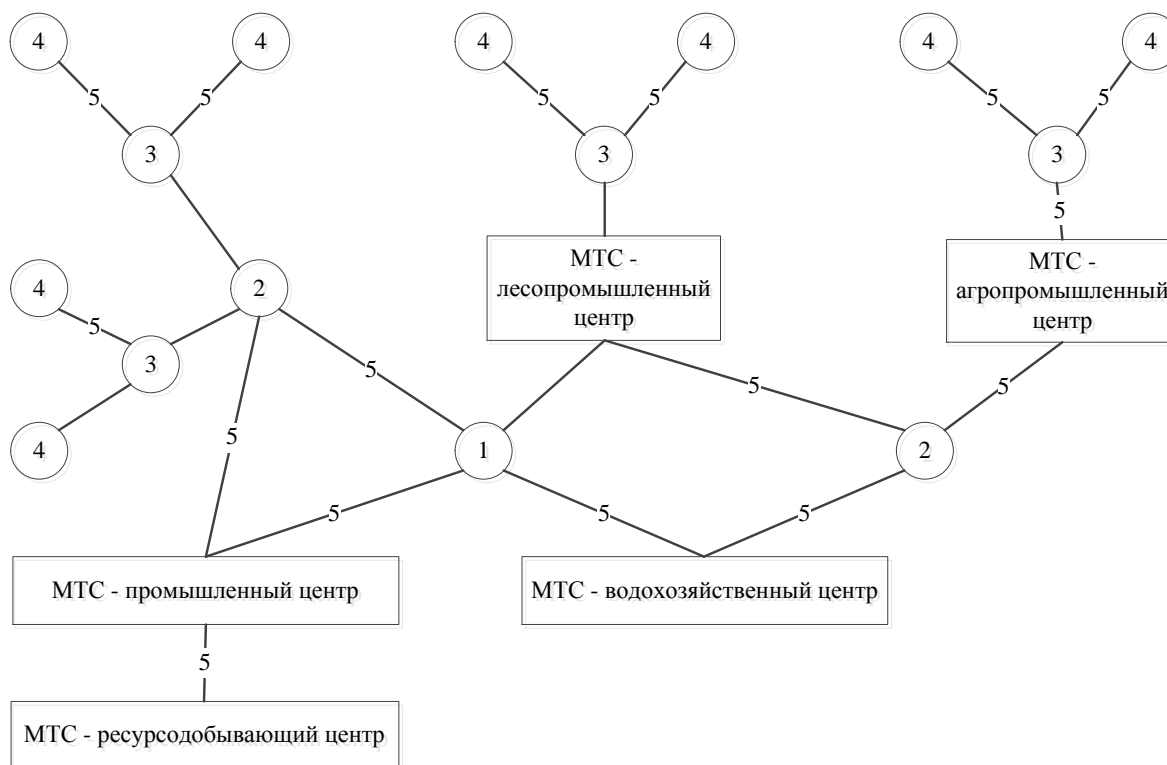 4 4 4 4 4 4
5 5 5 5 5 5
3 3 3
5
МТС -
лесопромышленный
центр
МТС -
агропромышленный
центр
4 2
5
3
5 5 5
5
4 1 2
5 5 5
МТС - промышленный центр
МТС - водохозяйственный центр
5
МТС - ресурсодобывающий центр